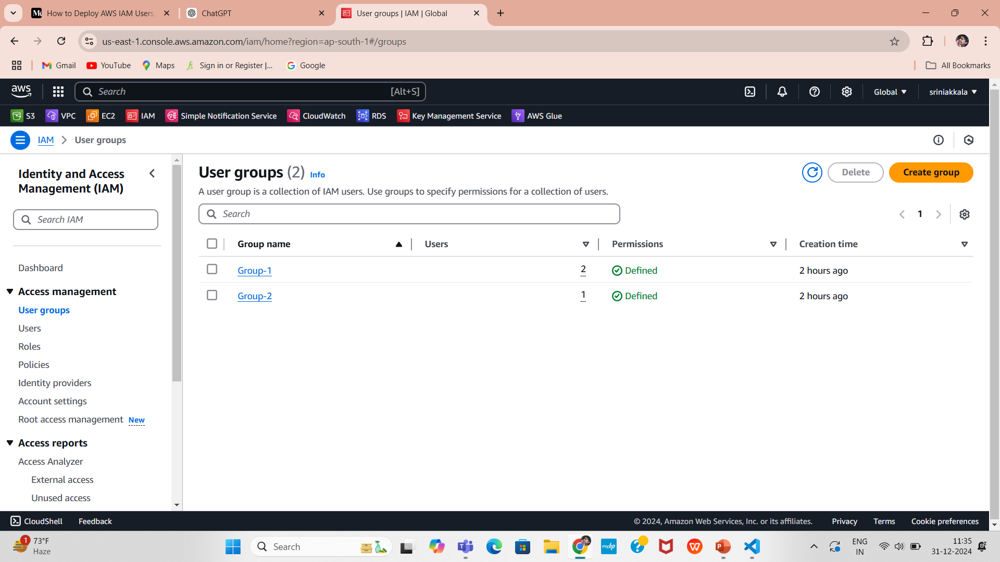 How to Deploy AWS IAM Users,
ChatGPT
User groups | IAM | Global
us-east-1.console.aws.amazon.com/iam/home?region=ap-south-1#/groups
Gmail
YouTube
Maps
Sign in or Register |...
Google
All Bookmarks
aws
Search
[Alt+S]
Global
sriniakkala
S3
VPC
EC2
IAM
Simple Notification Service
CloudWatch
RDS
Key Management Service
AWS Glue
IAM
User groups
Identity and Access
Management (IAM)
Search IAM
Dashboard
Access management
User groups
Users
Roles
Policies
Identity providers
Account settings
Root access management New
Access reports
Access Analyzer
External access
Unused access
User groups (2) Info
A user group is a collection of IAM users. Use groups to specify permissions for a collection of users.
Delete
Create group
Search
1
Group name
Users
Permissions
Creation time
Group-1
2
Defined
2 hours ago
Group-2
1
Defined
2 hours ago
CloudShell
Feedback
© 2024, Amazon Web Services, Inc. or its affiliates.
Privacy
Terms
Cookie preferences
1
73°F
Haze
Search
myhp
ENG
IN
11:35
31-12-2024